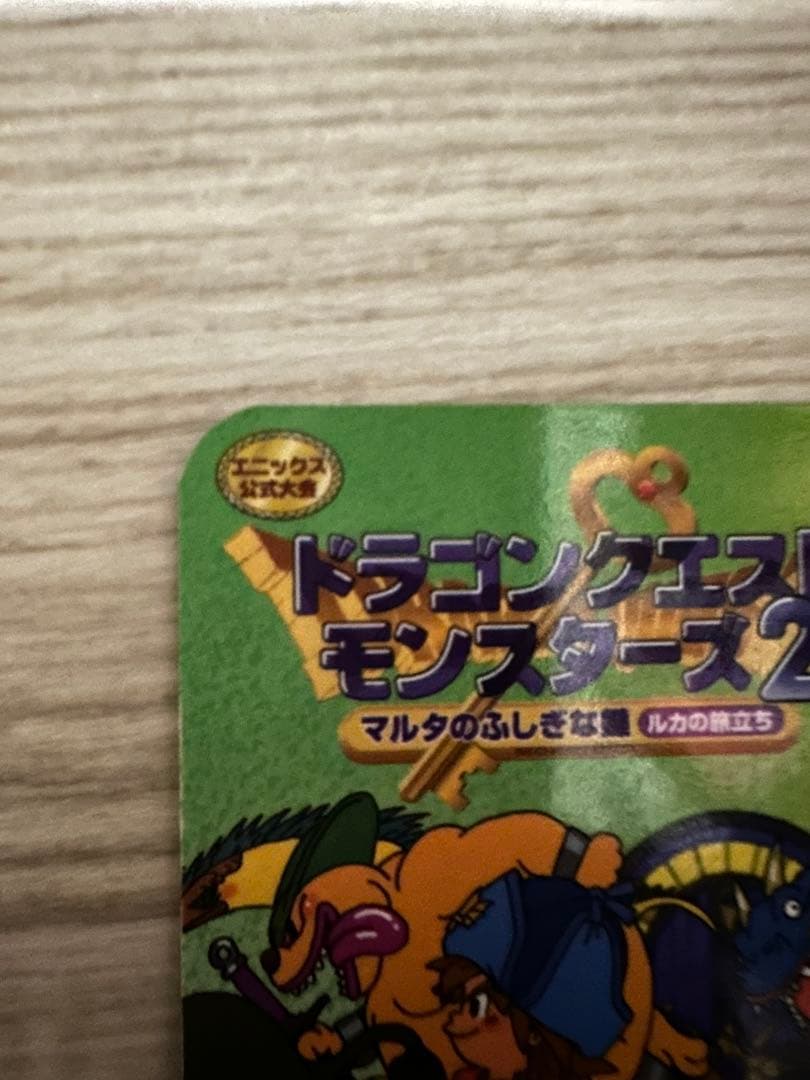 エニックス
公式大会
ドラゴンクエスト
モンスターズ2
マルタのふしぎな鍵 ルカの旅立ち